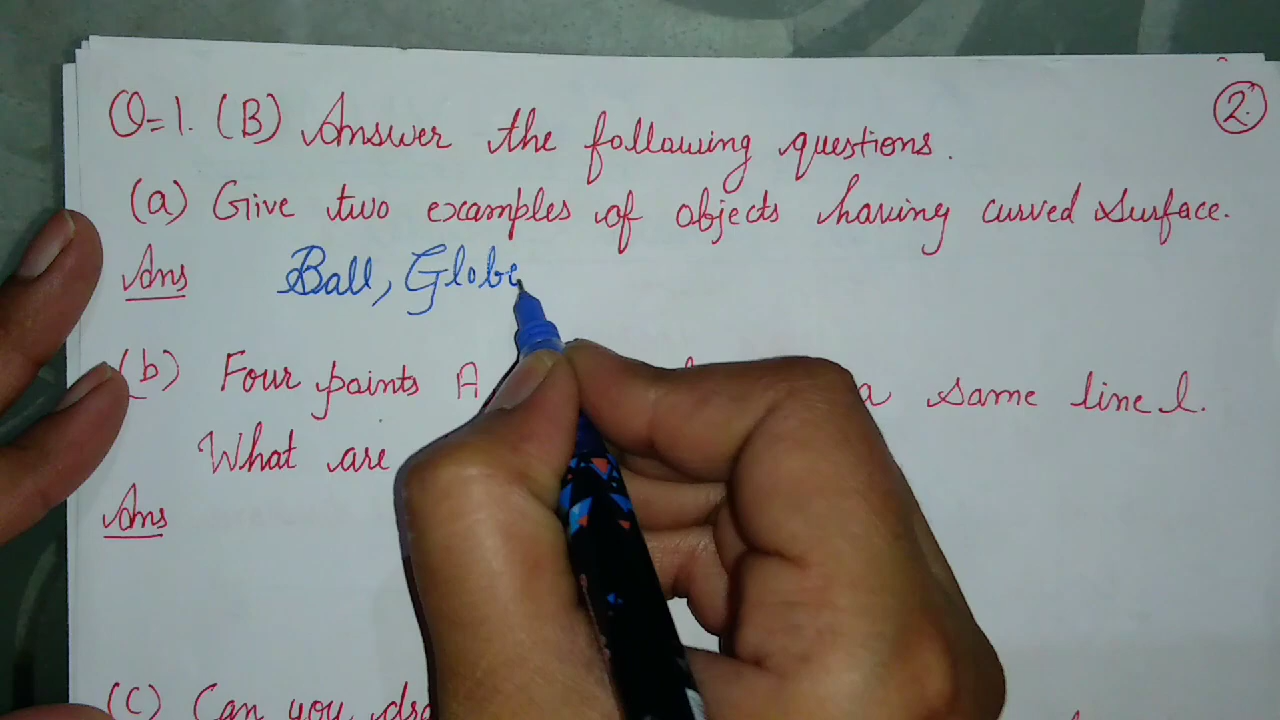 2.
Q=1. (B) Answer the following questions.
(a) Give two examples of objects having curved surface.
Ans Ball, Globe
(b) Four points A a same line l.
What are
Ans
(C) Can you